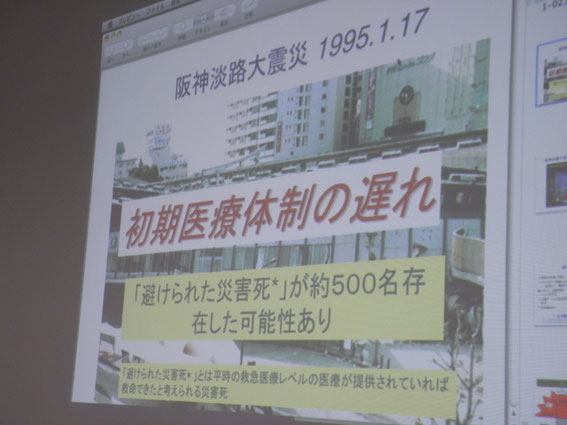 阪神淡路大震災 1995.1.17
初期医療体制の遅れ
「避けられた災害死*」が約500名存
在した可能性あり
「避けられた災害死*」とは平時の救急医療レベルの医療が提供されていれば
救命できたと考えられる災害死